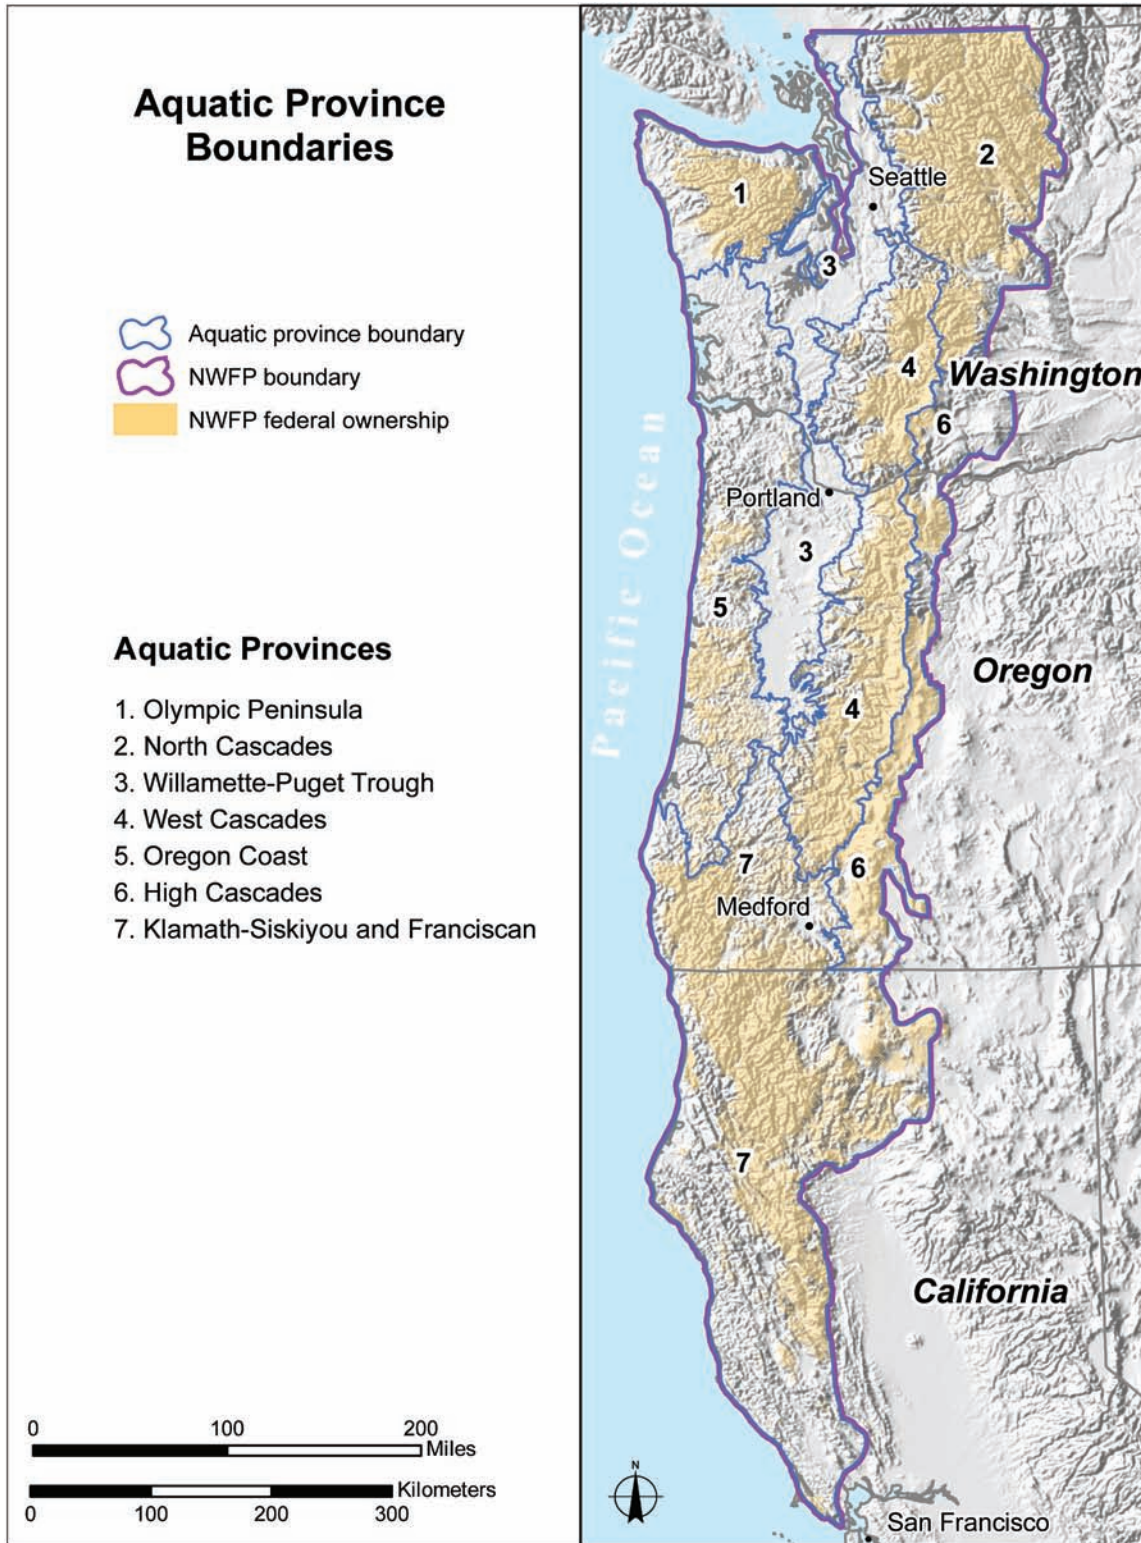 Aquatic Province
Boundaries
Aquatic province boundary
NWFP boundary
NWFP federal ownership
Aquatic Provinces
1. Olympic Peninsula
2. North Cascades
3. Willamette-Puget Trough
4. West Cascades
5. Oregon Coast
6. High Cascades
7. Klamath-Siskiyou and Franciscan
0 100 200
Miles
Kilometers
0 100 200 300
2
Seattle
1
3
4
Washington
6
Pacific Ocean
Portland
3
5
Oregon
4
7
6
Medford
7
California
N
San Francisco